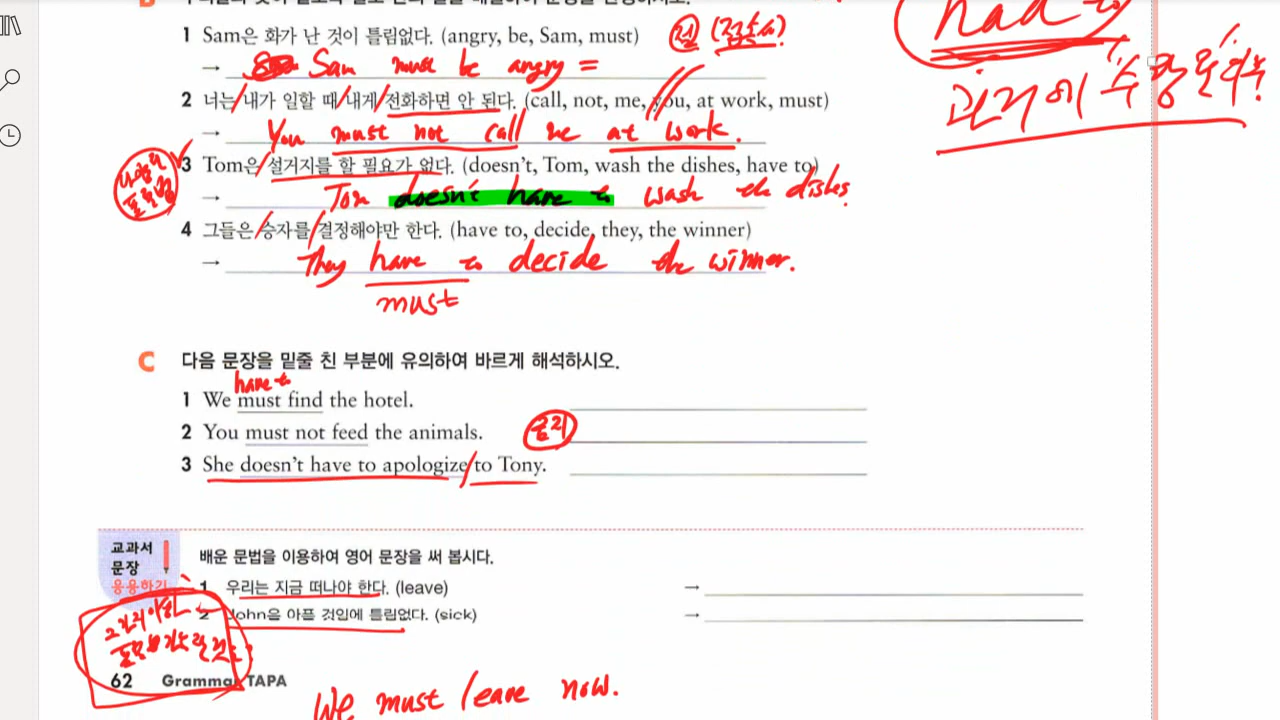 had to
관거에 "수랑
B
1 Sam은 화가 난 것이 틀림없다. (angry, be, Sam, must)
→ Sam must be angry =
2 너는/내가 일할 때/내게/전화하면 안 된다. (call, not, me, you, at work, must)
→ You must not call me at work.
3 Tom은/설거지를 할 필요가 없다. (doesn't, Tom, wash the dishes, have to)
→ Tom doesn't have to wash the dishes.
4 그들은/승자를/결정해야만 한다. (have to, decide, they, the winner)
→ They have to decide the winner.
must
C 다음 문장을 밑줄 친 부분에 유의하여 바르게 해석하시오.
have to
1 We must find the hotel.
2 You must not feed the animals. 금지
3 She doesn't have to apologize/to Tony.
교과서 문장 응용하기
배운 문법을 이용하여 영어 문장을 써 봅시다.
1 우리는 지금 떠나야 한다. (leave) →
2 John은 아픈 것임에 틀림없다. (sick) →
62 Grammar TAPA
We must leave now.